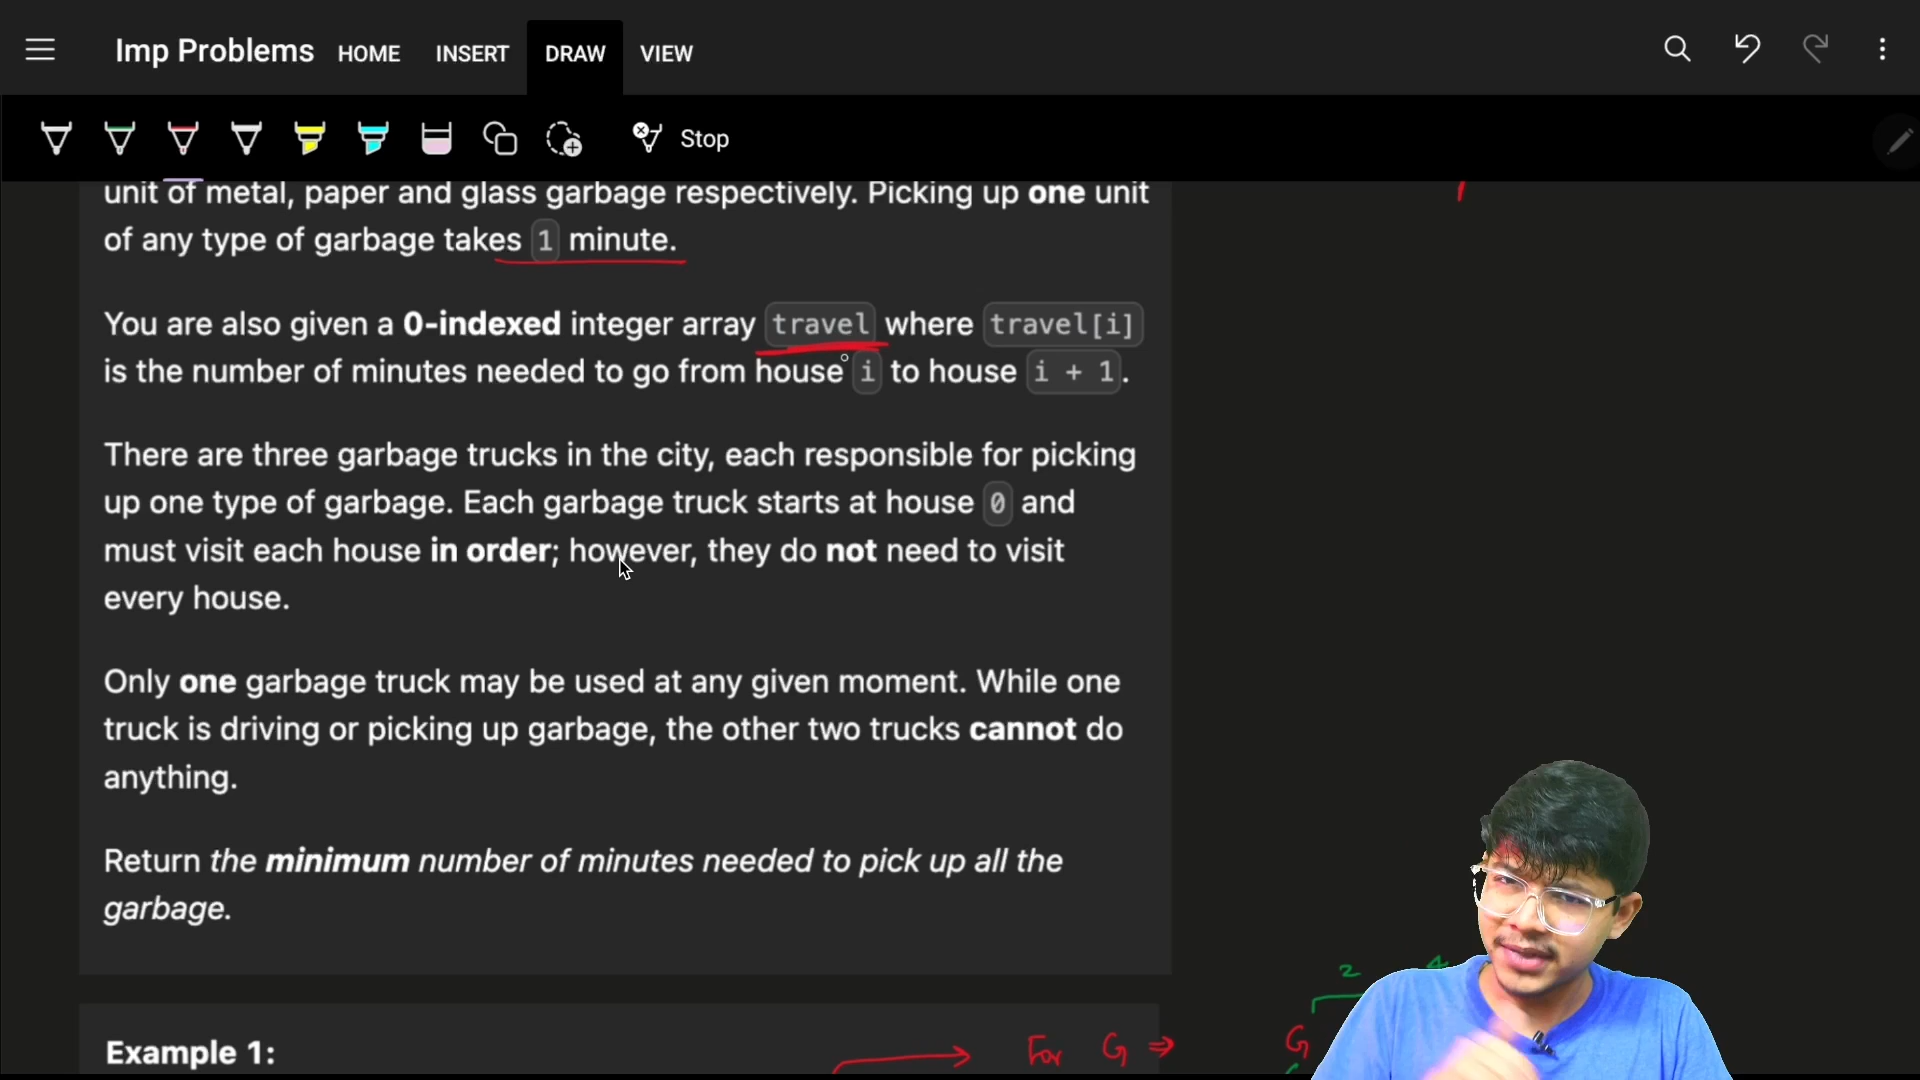 Imp Problems HOME INSERT DRAW VIEW
Stop
unit of metal, paper and glass garbage respectively. Picking up one unit
of any type of garbage takes 1 minute.
You are also given a 0-indexed integer array travel where travel[i]
is the number of minutes needed to go from house i to house i + 1.
There are three garbage trucks in the city, each responsible for picking
up one type of garbage. Each garbage truck starts at house 0 and
must visit each house in order; however, they do not need to visit
every house.
Only one garbage truck may be used at any given moment. While one
truck is driving or picking up garbage, the other two trucks cannot do
anything.
Return the minimum number of minutes needed to pick up all the
garbage.
2 4
Example 1:
For G ⇒ G